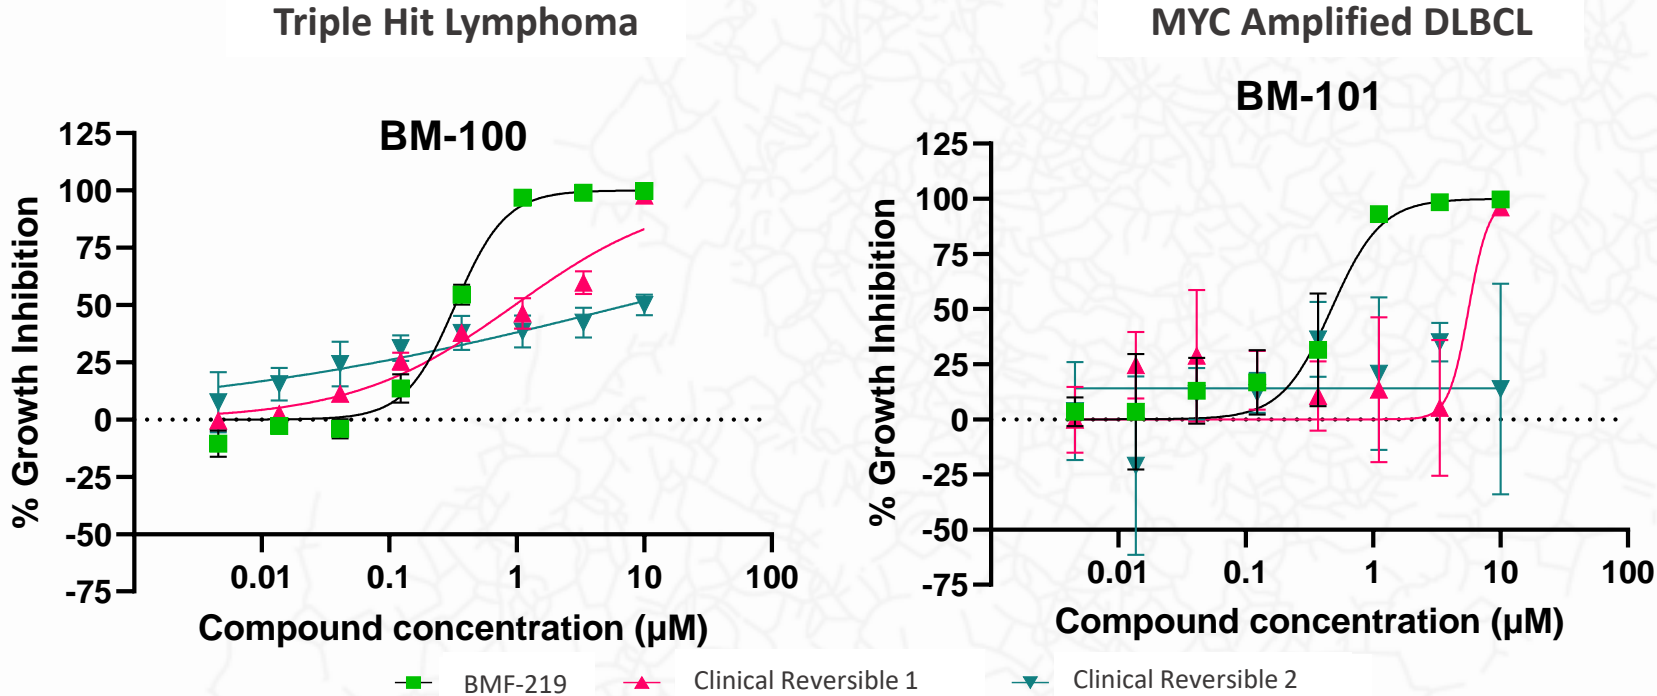 Triple Hit Lymphoma
MYC Amplified DLBCL
BM-100
BM-101
% Growth Inhibition
125
100
75
50
25
0
-25
-50
-75
0.01
0.1
1
10
100
Compound concentration (µM)
% Growth Inhibition
125
100
75
50
25
0
-25
-50
-75
0.01
0.1
1
10
100
Compound concentration (µM)
BMF-219
Clinical Reversible 1
Clinical Reversible 2